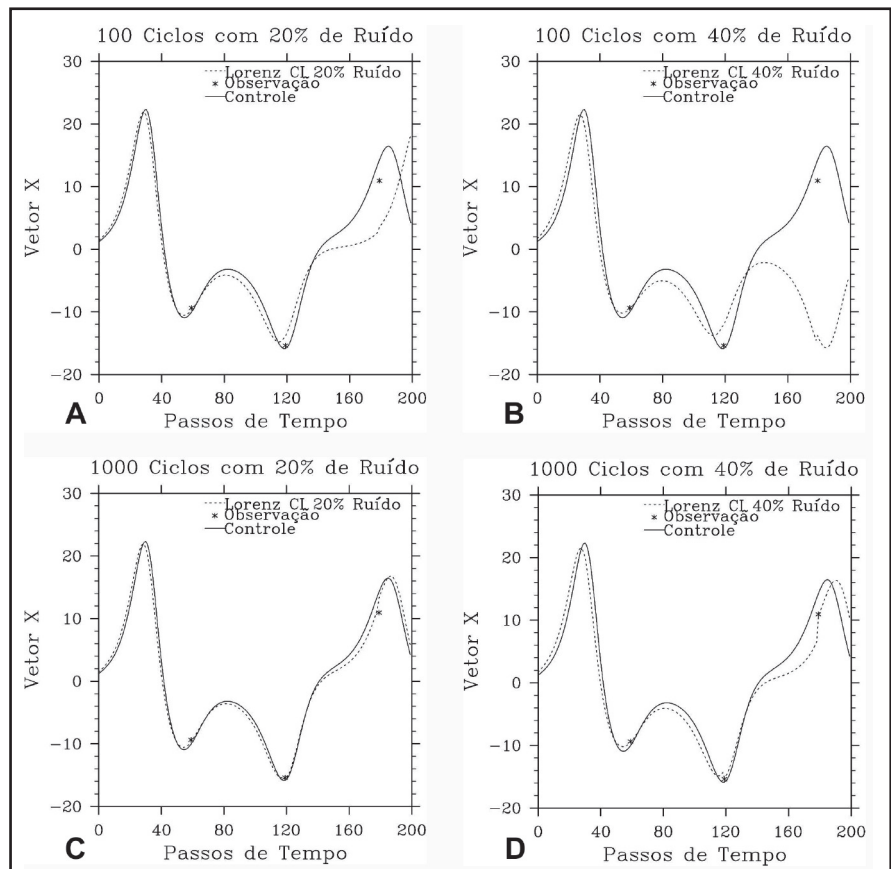 100 Ciclos com 20% de Ruído
30
20
10
0
−10
−20
Vetor X
Lorenz CL 20% Ruído
Observação
Controle
0 40 80 120 160 200
Passos de Tempo
A
100 Ciclos com 40% de Ruído
30
20
10
0
−10
−20
Vetor X
Lorenz CL 40% Ruído
Observação
Controle
0 40 80 120 160 200
Passos de Tempo
B
1000 Ciclos com 20% de Ruído
30
20
10
0
−10
−20
Vetor X
Lorenz CL 20% Ruído
Observação
Controle
0 40 80 120 160 200
Passos de Tempo
C
1000 Ciclos com 40% de Ruído
30
20
10
0
−10
−20
Vetor X
Lorenz CL 40% Ruído
Observação
Controle
0 40 80 120 160 200
Passos de Tempo
D